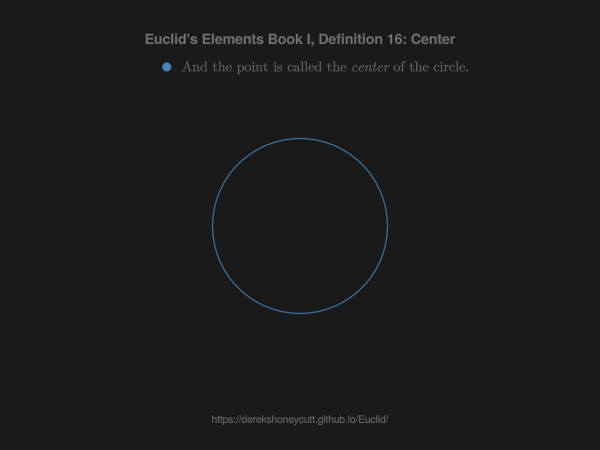 Euclid's Elements Book I, Definition 16: Center
And the point is called the center of the circle.
https://derekshoneycutt.github.io/Euclid/